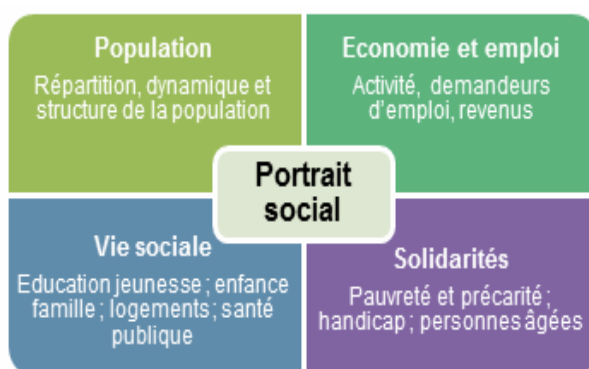 Population
Répartition, dynamique et
structure de la population
Economie et emploi
Activité, demandeurs
d'emploi, revenus
Portrait
social
Vie sociale
Education jeunesse ; enfance
famille ; logements ; santé
publique
Solidarités
Pauvreté et précarité ;
handicap ; personnes âgées